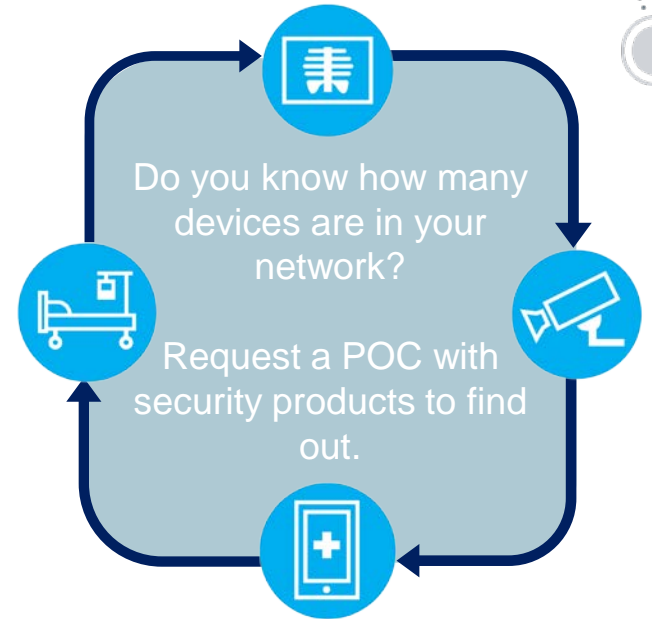 Do you know how many
devices are in your
network?
Request a POC with
security products to find
out.